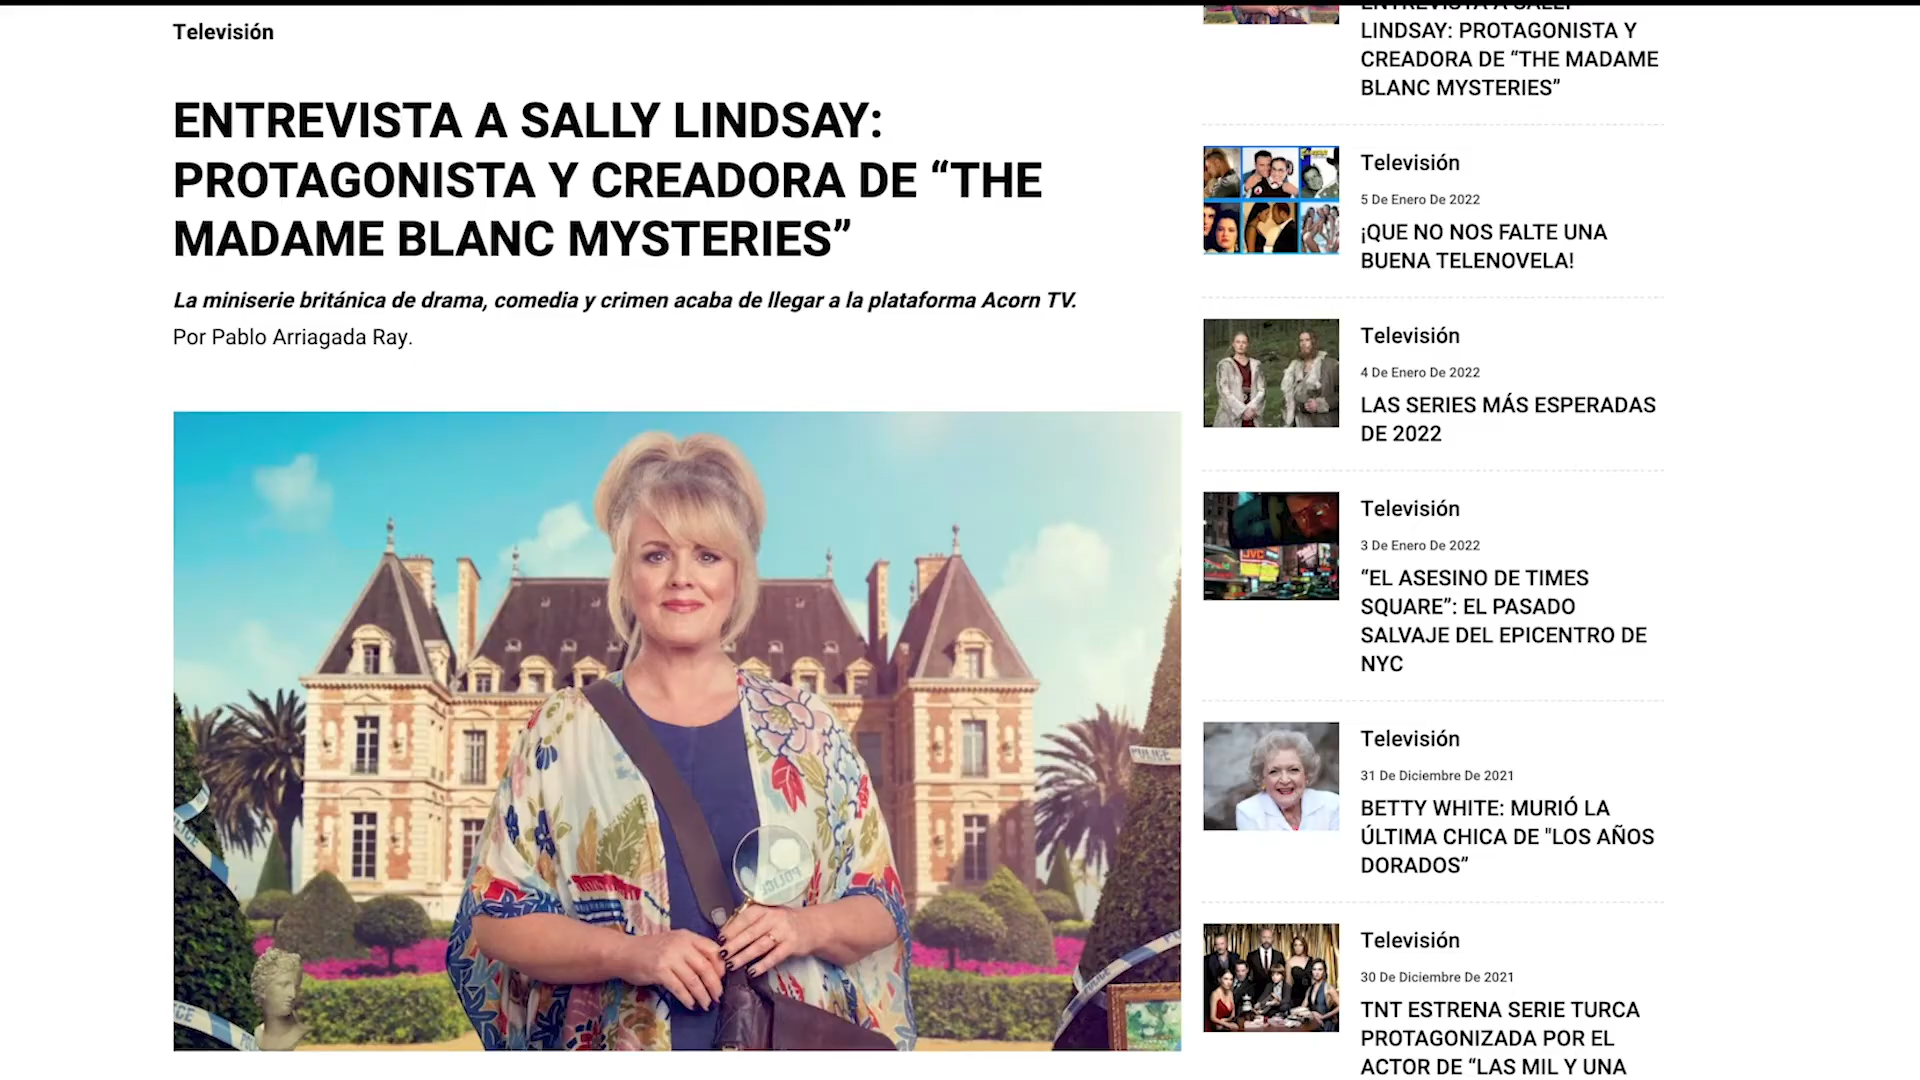 Televisión
ENTREVISTA A SALLY LINDSAY:
PROTAGONISTA Y CREADORA DE “THE
MADAME BLANC MYSTERIES”
La miniserie británica de drama, comedia y crimen acaba de llegar a la plataforma Acorn TV.
Por Pablo Arriagada Ray.
POLICE
POLICE
POLICE
ENTREVISTA A SALLY
LINDSAY: PROTAGONISTA Y
CREADORA DE “THE MADAME
BLANC MYSTERIES”
Televisión
5 De Enero De 2022
¡QUE NO NOS FALTE UNA
BUENA TELENOVELA!
Televisión
4 De Enero De 2022
LAS SERIES MÁS ESPERADAS
DE 2022
Televisión
3 De Enero De 2022
“EL ASESINO DE TIMES
SQUARE”: EL PASADO
SALVAJE DEL EPICENTRO DE
NYC
Televisión
31 De Diciembre De 2021
BETTY WHITE: MURIÓ LA
ÚLTIMA CHICA DE "LOS AÑOS
DORADOS”
Televisión
30 De Diciembre De 2021
TNT ESTRENA SERIE TURCA
PROTAGONIZADA POR EL
ACTOR DE “LAS MIL Y UNA